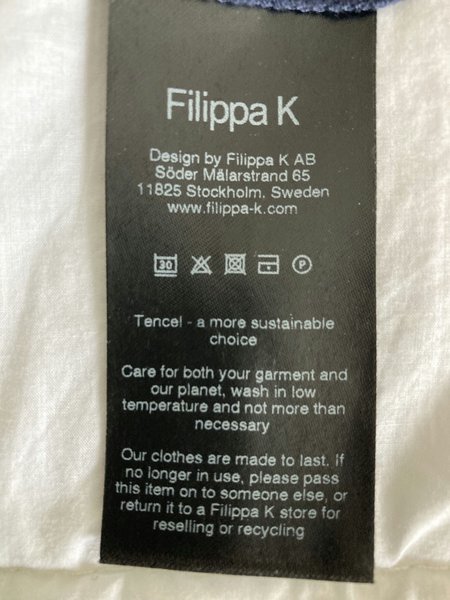 Filippa K
Design by Filippa K AB
Söder Mälarstrand 65
11825 Stockholm, Sweden
www.filippa-k.com
30 P
Tencel - a more sustainable
choice
Care for both your garment and
our planet, wash in low
temperature and not more than
necessary
Our clothes are made to last. If
no longer in use, please pass
this item on to someone else, or
return it to a Filippa K store for
reselling or recycling